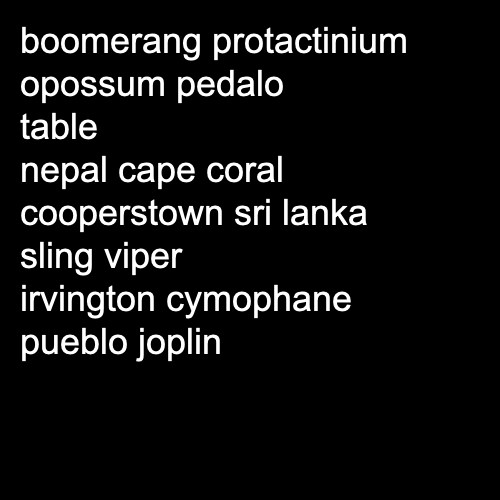 boomerang protactinium
opossum pedalo
table
nepal cape coral
cooperstown sri lanka
sling viper
irvington cymophane
pueblo joplin